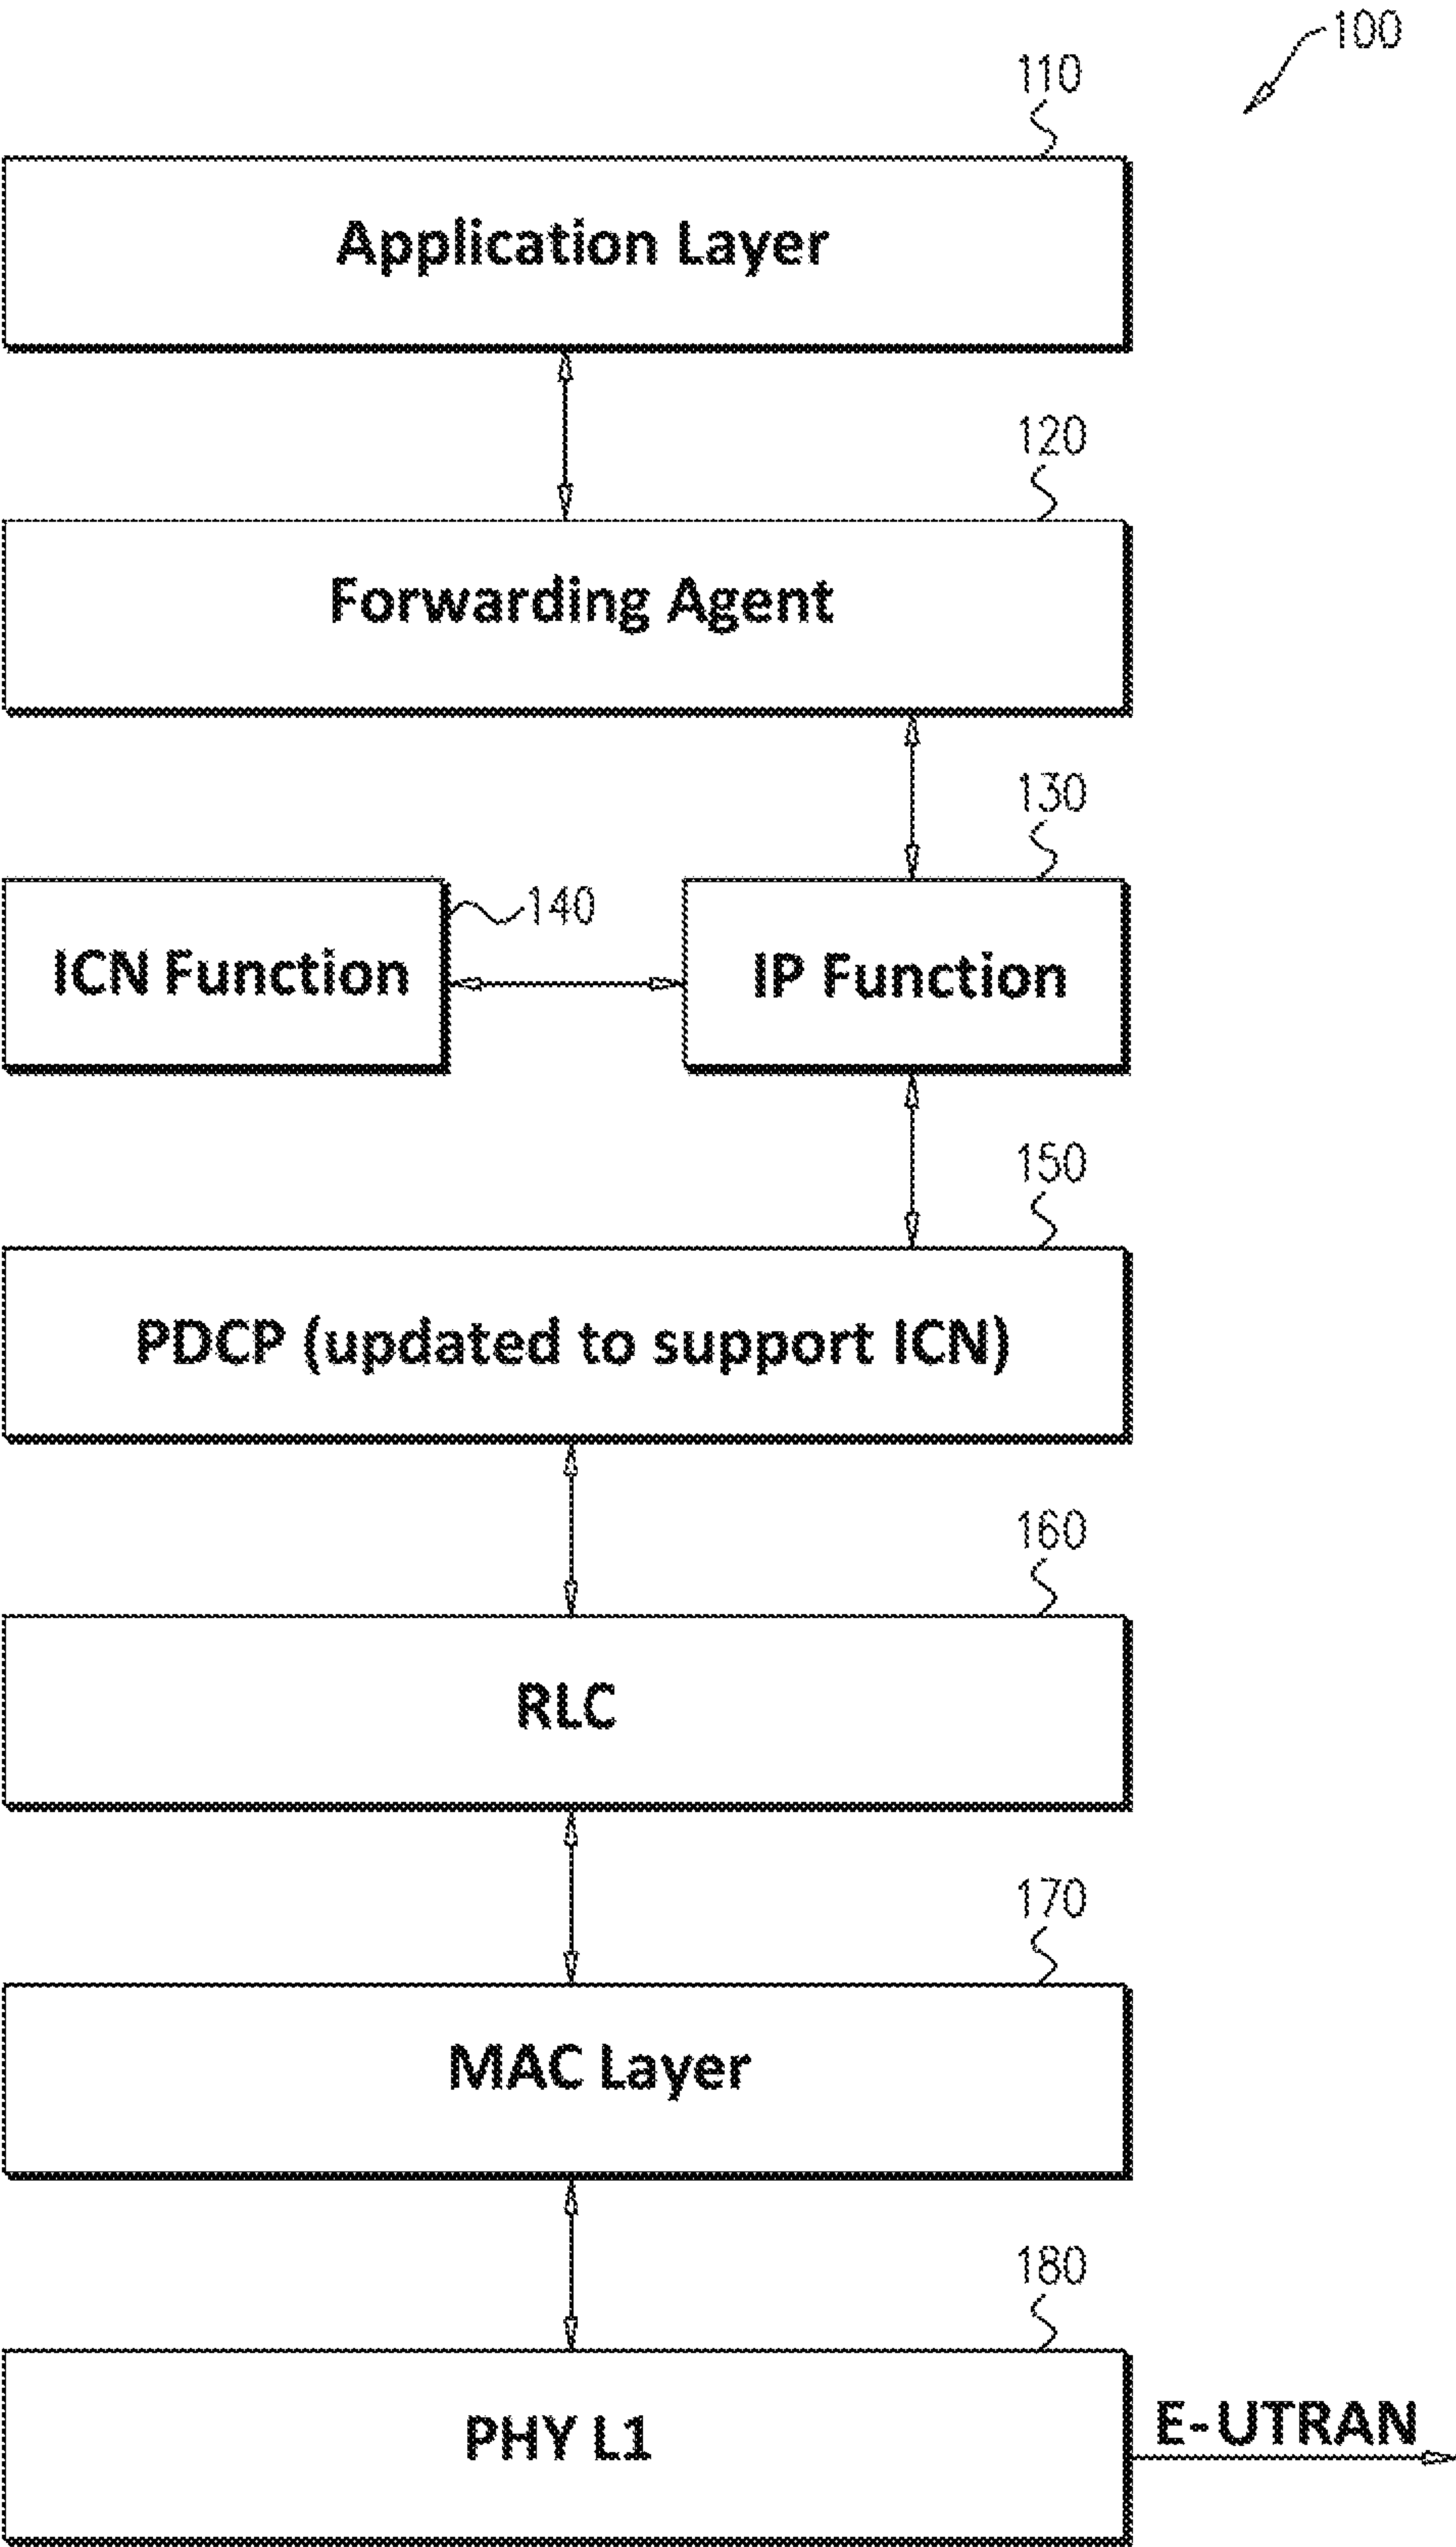 100
110
Application Layer
120
Forwarding Agent
130
ICN Function
140
IP Function
150
PDCP (updated to support ICN)
160
RLC
170
MAC Layer
180
PHY L1
E-UTRAN